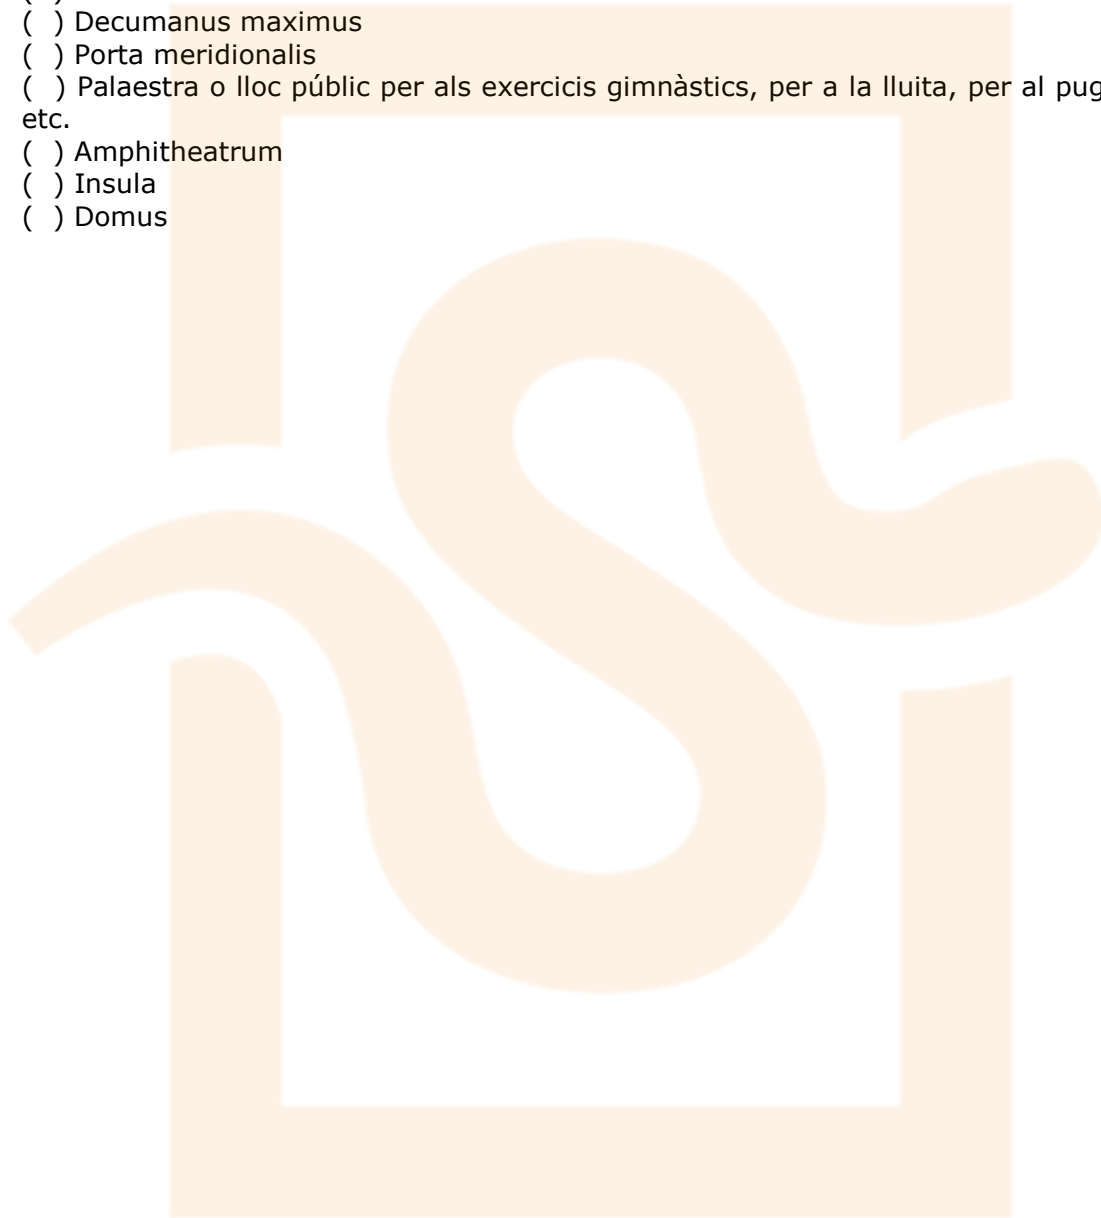 ( )
( ) Decumanus maximus
( ) Porta meridionalis
( ) Palaestra o lloc públic per als exercicis gimnàstics, per a la lluita, per al
etc.
( ) Amphitheatrum
( ) Insula
( ) Domus